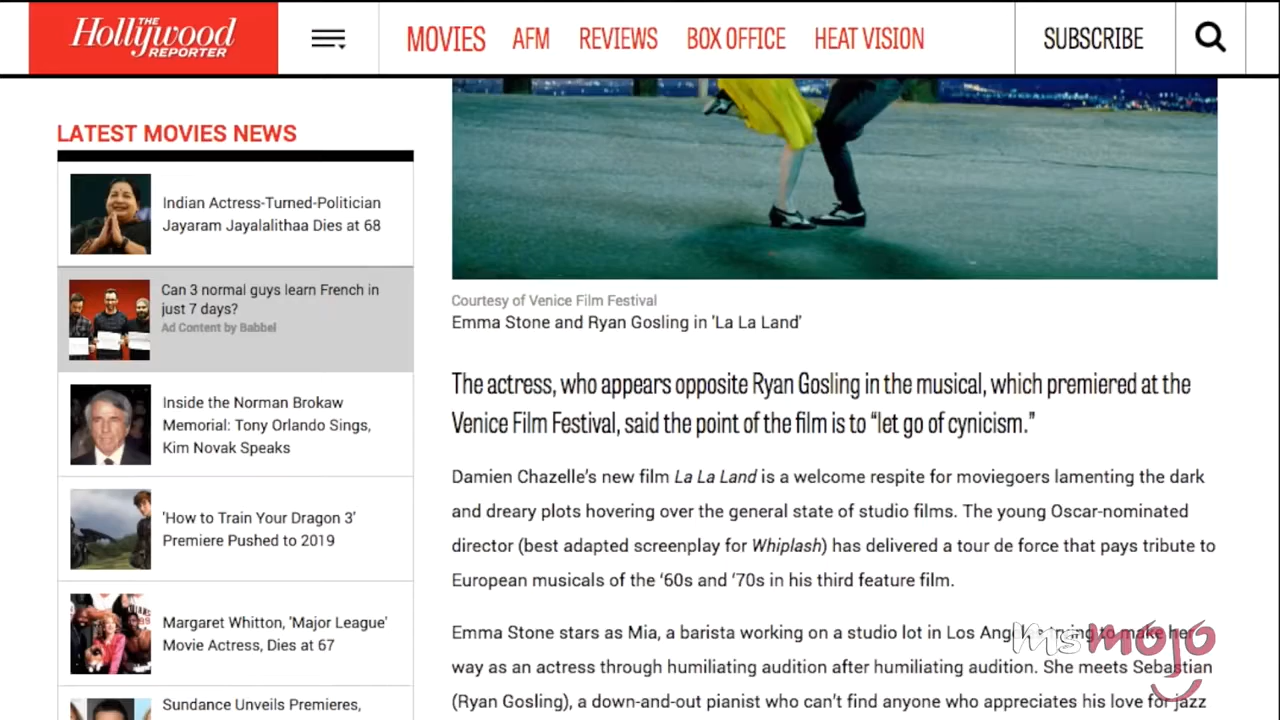 THE
Hollywood
REPORTER
MOVIES AFM REVIEWS BOX OFFICE HEAT VISION SUBSCRIBE
LATEST MOVIES NEWS
Indian Actress-Turned-Politician
Jayaram Jayalalithaa Dies at 68
Can 3 normal guys learn French in
just 7 days?
Ad Content by Babbel
Inside the Norman Brokaw
Memorial: Tony Orlando Sings,
Kim Novak Speaks
'How to Train Your Dragon 3'
Premiere Pushed to 2019
Margaret Whitton, 'Major League'
Movie Actress, Dies at 67
Sundance Unveils Premieres,
Courtesy of Venice Film Festival
Emma Stone and Ryan Gosling in 'La La Land'
The actress, who appears opposite Ryan Gosling in the musical, which premiered at the
Venice Film Festival, said the point of the film is to “let go of cynicism.”
Damien Chazelle’s new film La La Land is a welcome respite for moviegoers lamenting the dark
and dreary plots hovering over the general state of studio films. The young Oscar-nominated
director (best adapted screenplay for Whiplash) has delivered a tour de force that pays tribute to
European musicals of the ‘60s and ‘70s in his third feature film.
Emma Stone stars as Mia, a barista working on a studio lot in Los to make
way as an actress through humiliating audition after humiliating audition. She meets Sebastian
(Ryan Gosling), a down-and-out pianist who can’t find anyone who appreciates his love for jazz
msmojo